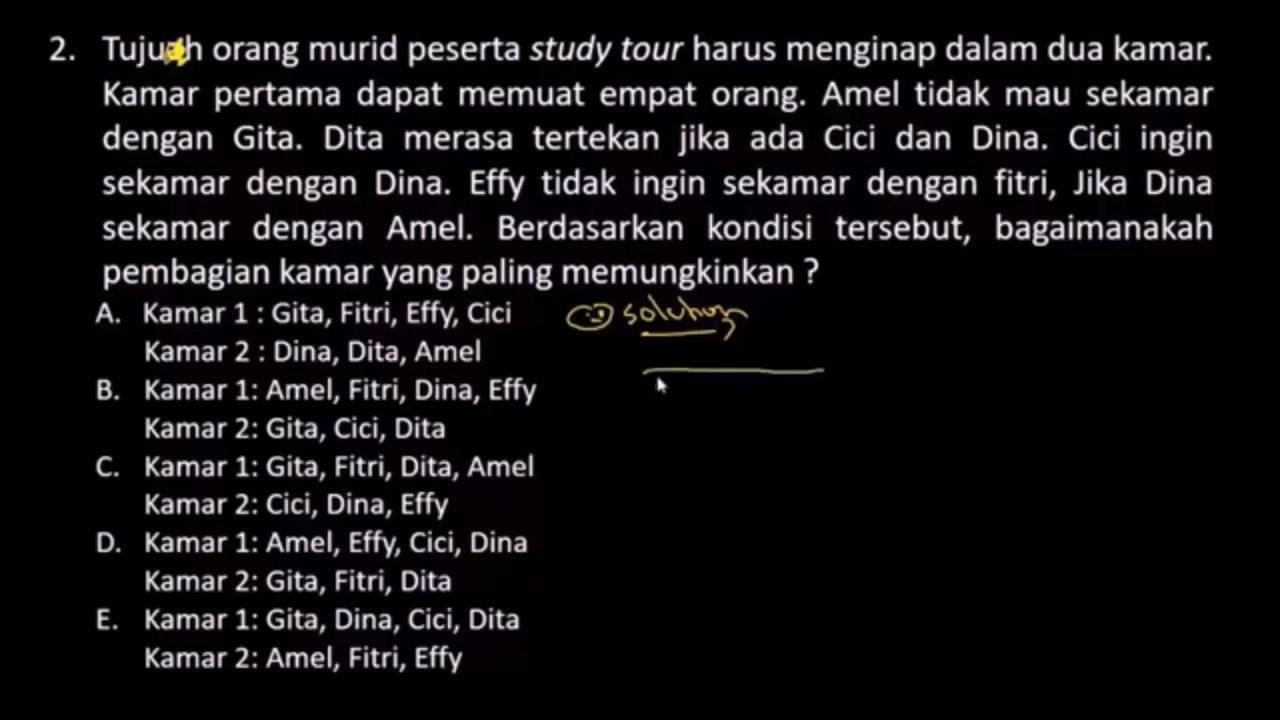 2. Tujuah orang murid peserta study tour harus menginap dalam dua kamar.
Kamar pertama dapat memuat empat orang. Amel tidak mau sekamar
dengan Gita. Dita merasa tertekan jika ada Cici dan Dina. Cici ingin
sekamar dengan Dina. Effy tidak ingin sekamar dengan fitri, Jika Dina
sekamar dengan Amel. Berdasarkan kondisi tersebut, bagaimanakah
pembagian kamar yang paling memungkinkan ?
A. Kamar 1 : Gita, Fitri, Effy, Cici
solution
Kamar 2 : Dina, Dita, Amel
B. Kamar 1: Amel, Fitri, Dina, Effy
Kamar 2: Gita, Cici, Dita
C. Kamar 1: Gita, Fitri, Dita, Amel
Kamar 2: Cici, Dina, Effy
D. Kamar 1: Amel, Effy, Cici, Dina
Kamar 2: Gita, Fitri, Dita
E. Kamar 1: Gita, Dina, Cici, Dita
Kamar 2: Amel, Fitri, Effy